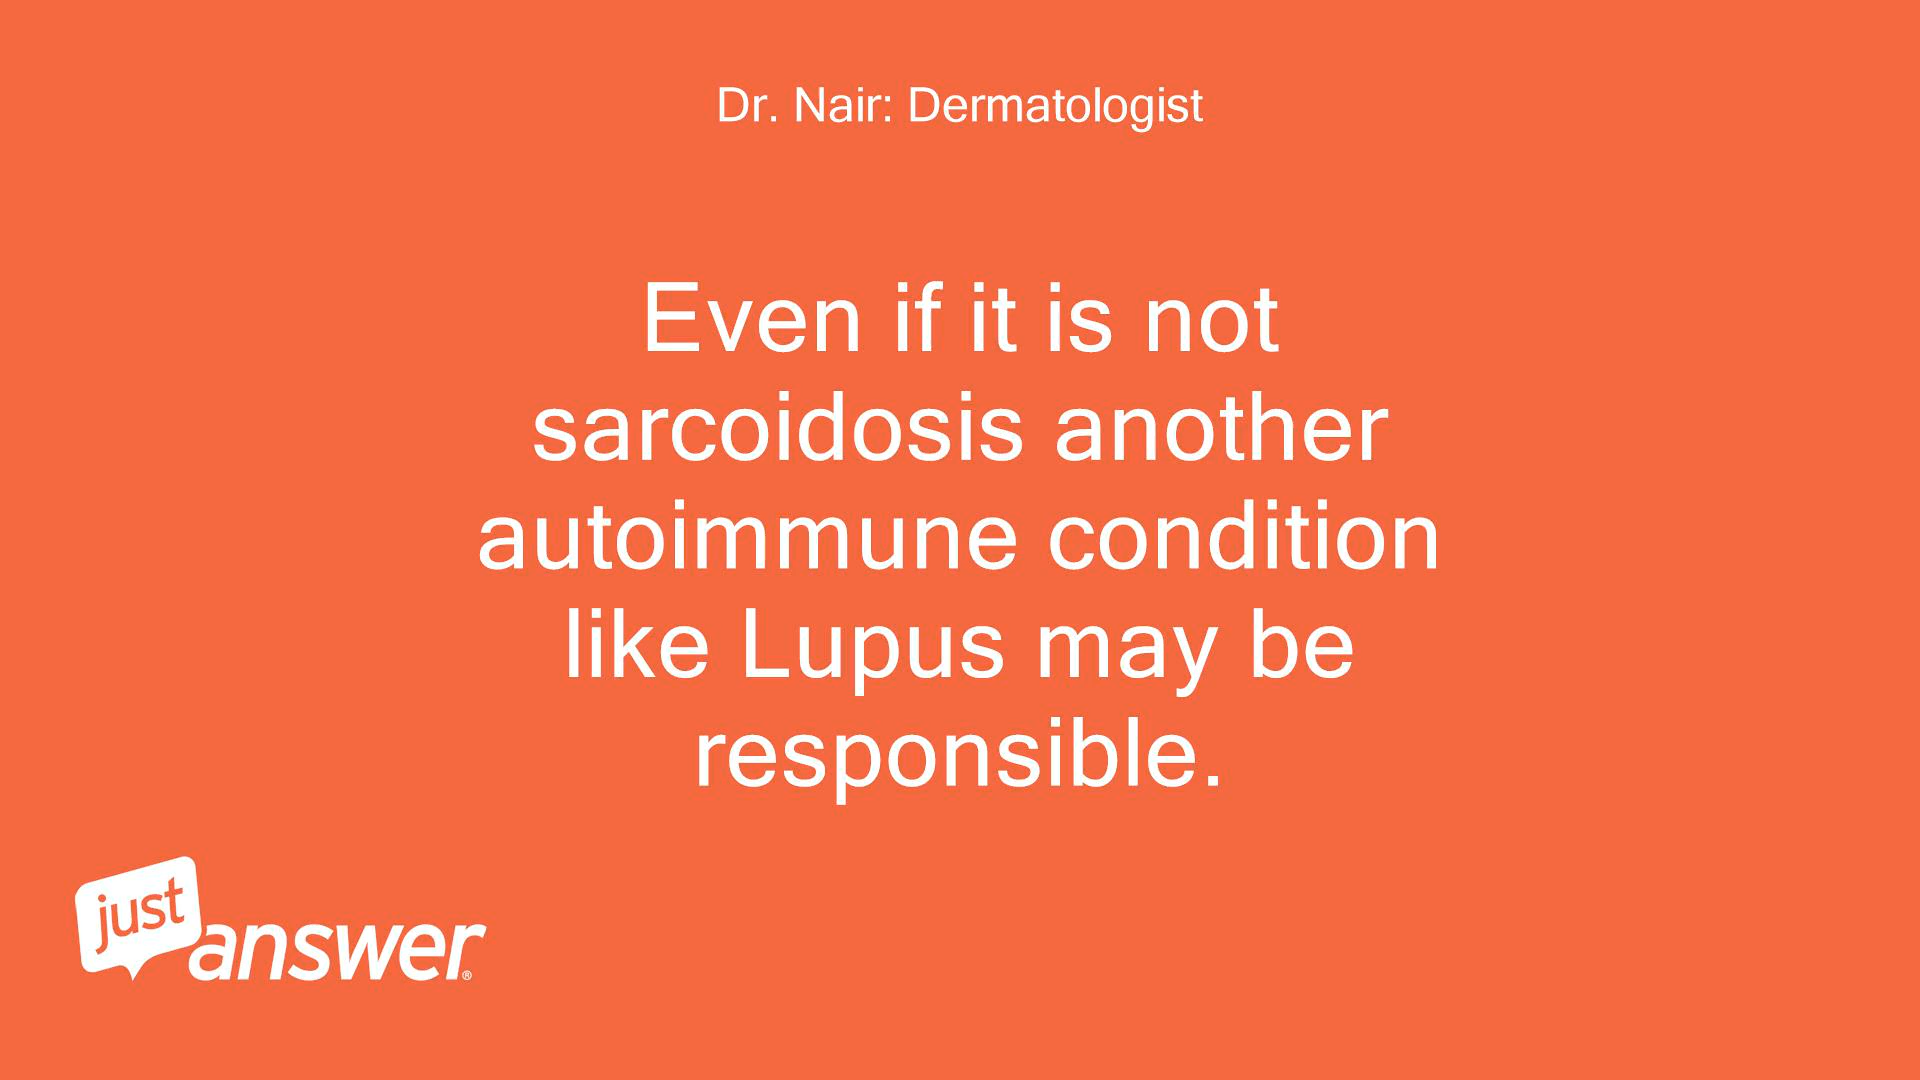 Dr. Nair: Dermatologist
Even if it is not
sarcoidosis another
autoimmune condition
like Lupus may be
responsible.
just
answer®